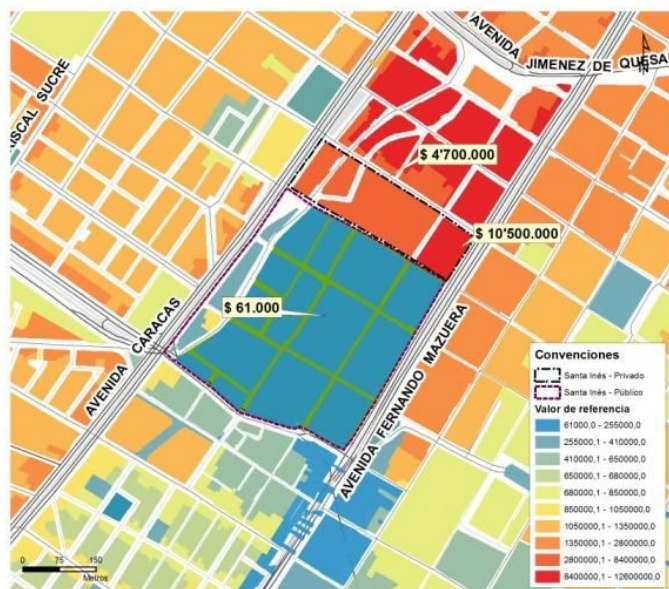 AVENIDA
JIMENEZ DE QUESA
RISCAL SUCRE
$ 4'700.000
$ 10'500.000
$ 61.000
AVENIDA CARACAS
AVENIDA FERNANDO MAZUERA
Convenciones
Santa Inés - Privado
Santa Inés - Público
Valor de referencia
61000,0 - 255000,0
255000,1 - 410000,0
410000,1 - 650000,0
650000,1 - 680000,0
680000,1 - 850000,0
850000,1 - 1050000,0
1050000,1 - 1350000,0
1350000,1 - 2800000,0
2800000,1 - 8400000,0
8400000,1 - 12600000,0
0 75 150
Metros